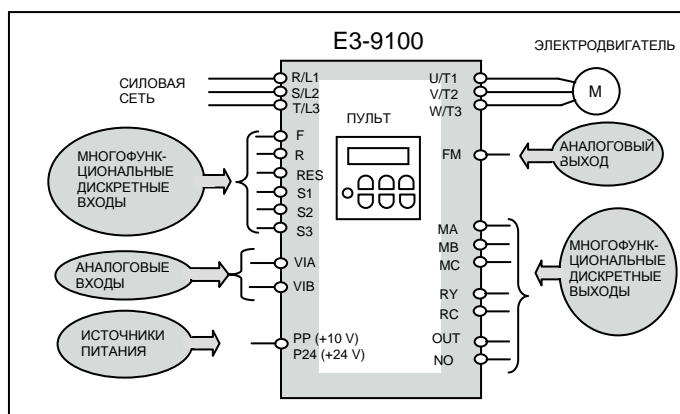 E3-9100
ЭЛЕКТРОДВИГАТЕЛЬ
СИЛОВАЯ
СЕТЬ
R/L1
S/L2
T/L3
U/T1
V/T2
W/T3
М
ПУЛЬТ
МНОГОФУНК-
ЦИОНАЛЬНЫЕ
ДИСКРЕТНЫЕ
ВХОДЫ
F
R
RES
S1
S2
S3
FM
АНАЛОГОВЫЙ
ВЫХОД
АНАЛОГОВЫЕ
ВХОДЫ
VIA
VIB
MA
MB
MC
RY
RC
OUT
NO
МНОГОФУНК-
ЦИОНАЛЬНЫЕ
ДИСКРЕТНЫЕ
ВЫХОДЫ
ИСТОЧНИКИ
ПИТАНИЯ
PP (+10 V)
P24 (+24 V)